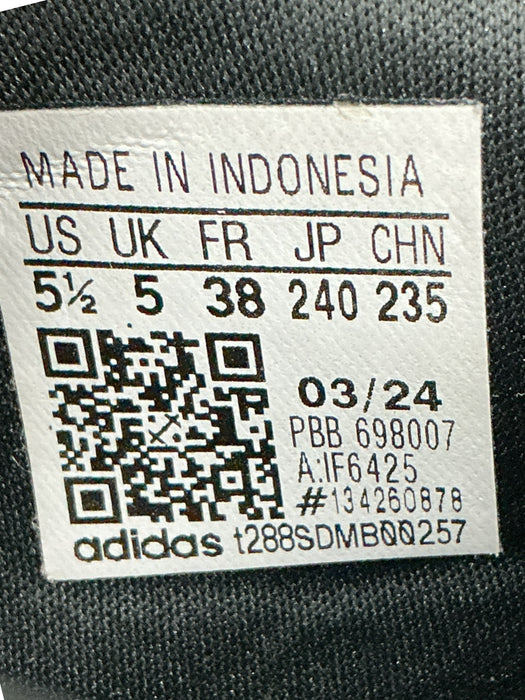 MADE IN INDONESIA
US UK FR JP CHN
5½ 5 38 240 235
03/24
PBB 698007
A:IF6425
#134260878
adidas t288SDMB00257